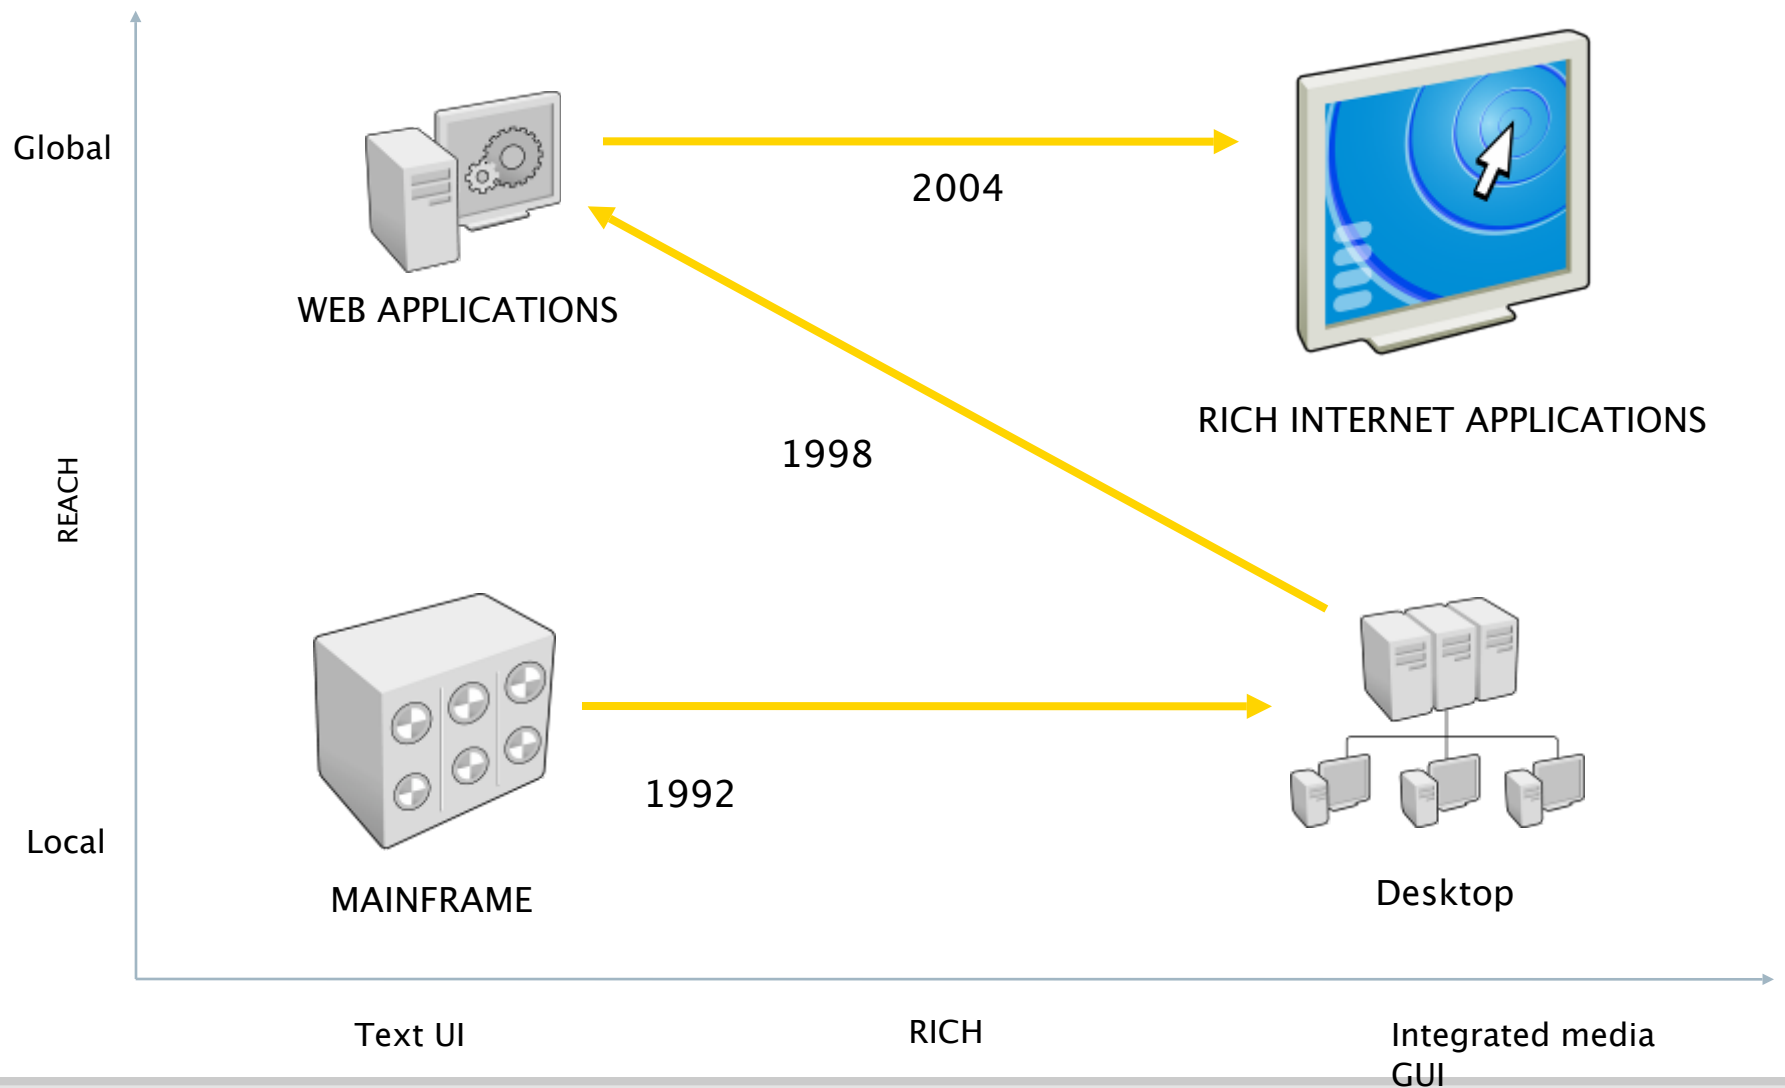 Global
2004
WEB APPLICATIONS
RICH INTERNET APPLICATIONS
1998
REACH
1992
Local
MAINFRAME
Desktop
Text UI
RICH
Integrated media
GUI